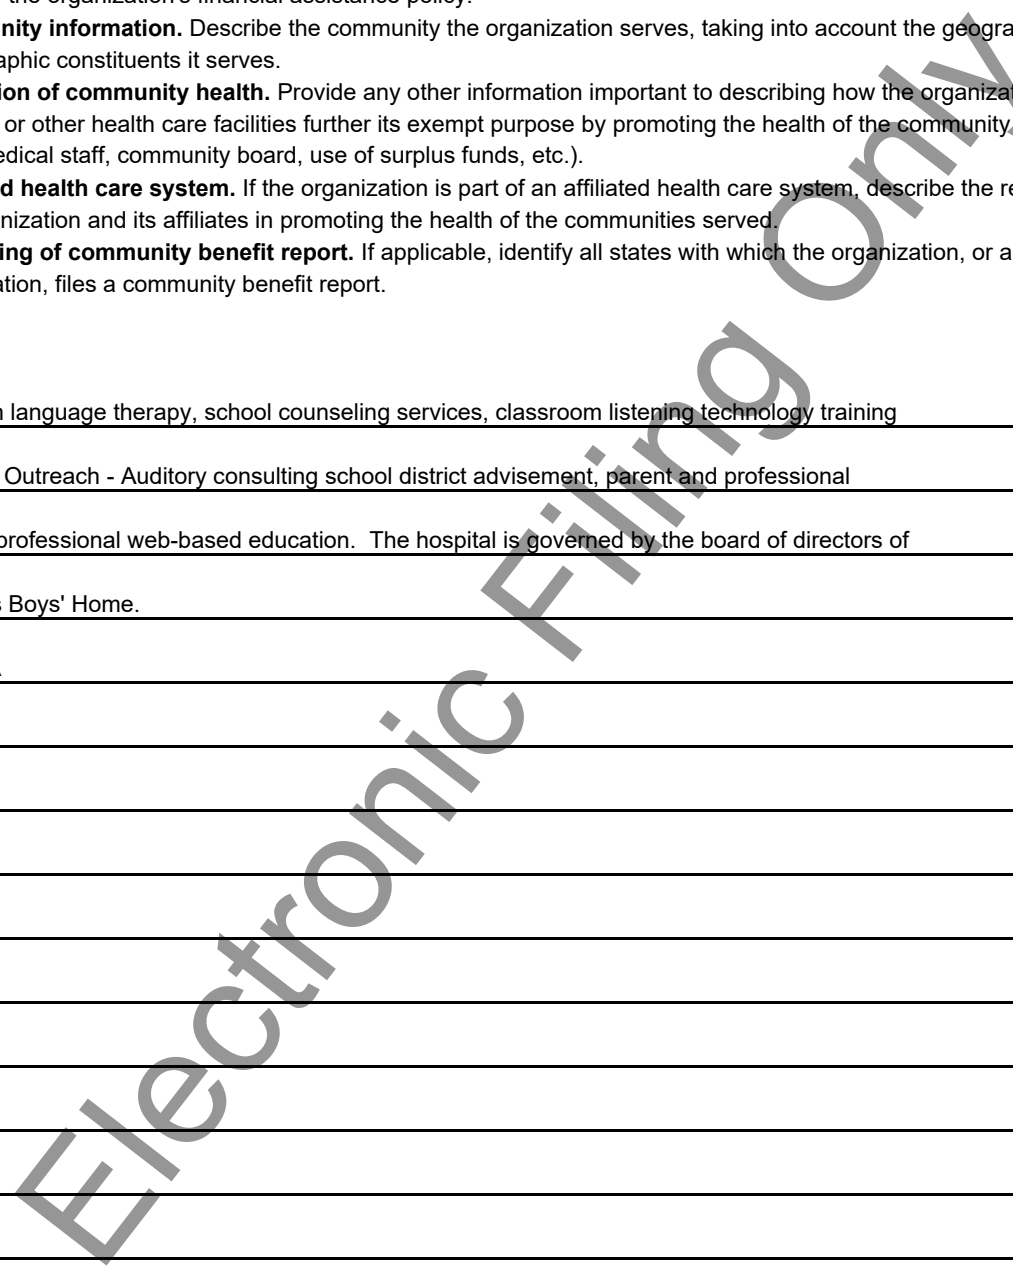 the organization's financial assistance policy.
nity information. Describe the community the organization serves, taking into account the geogra
aphic constituents it serves.
ion of community health. Provide any other information important to describing how the organizat
or other health care facilities further its exempt purpose by promoting the health of the community
edical staff, community board, use of surplus funds, etc.).
d health care system. If the organization is part of an affiliated health care system, describe the re
nization and its affiliates in promoting the health of the communities served.
ing of community benefit report. If applicable, identify all states with which the organization, or a
ation, files a community benefit report.
n language therapy, school counseling services, classroom listening technology training
Outreach - Auditory consulting school district advisement, parent and professional
professional web-based education.  The hospital is governed by the board of directors of
s Boys' Home.
Electronic Filing Only